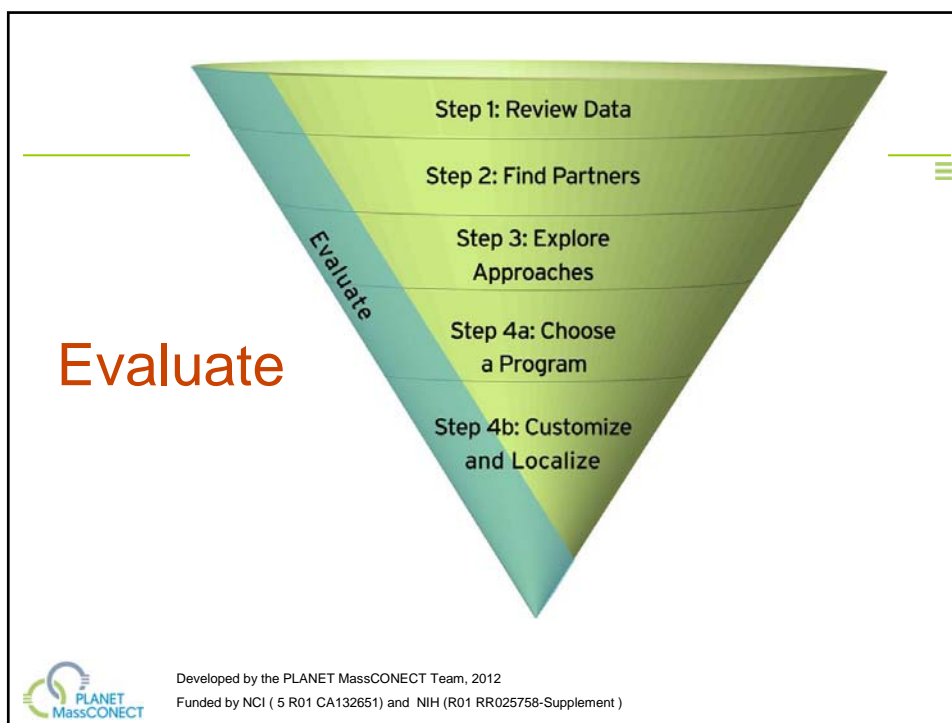 Step 1: Review Data
Step 2: Find Partners
Step 3: Explore
Approaches
Step 4a: Choose
a Program
Step 4b: Customize
and Localize
Evaluate
Evaluate
PLANET
MassCONECT
Developed by the PLANET MassCONECT Team, 2012
Funded by NCI ( 5 R01 CA132651) and NIH (R01 RR025758-Supplement )